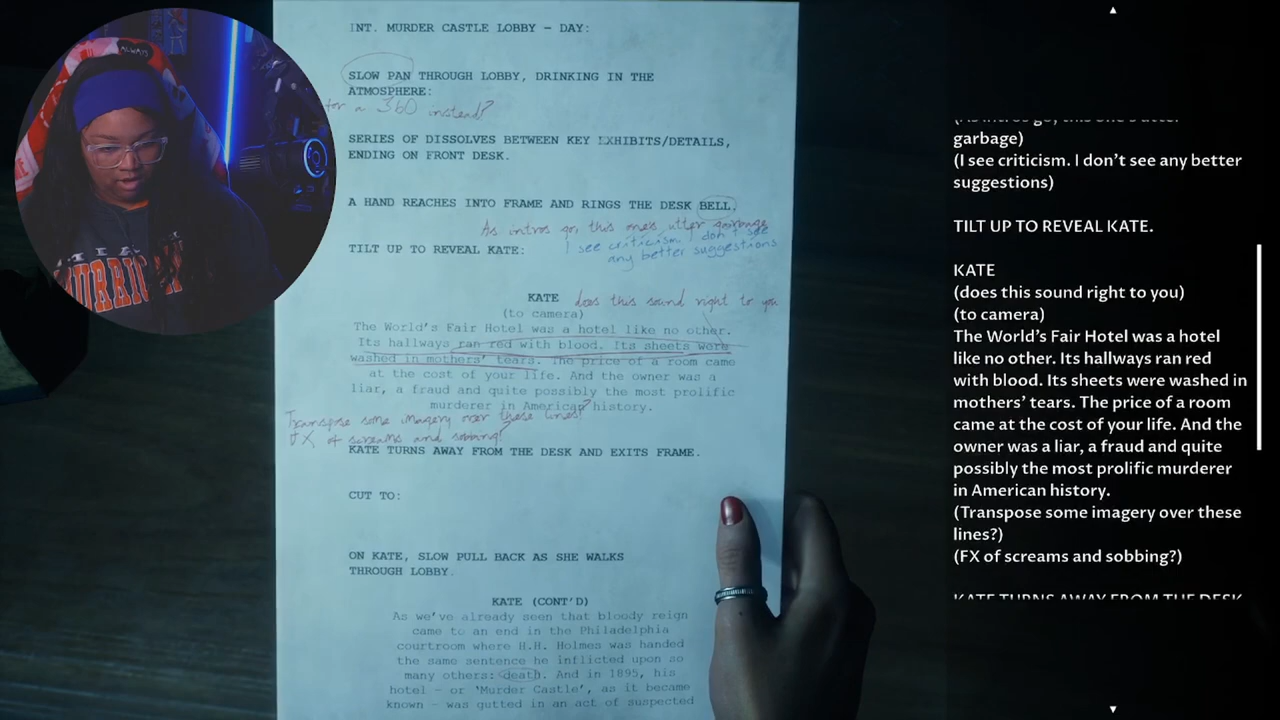 ALWAYS
MIAMI
HURRICAN
INT. MURDER CASTLE LOBBY – DAY:
SLOW PAN THROUGH LOBBY, DRINKING IN THE
ATMOSPHERE:
for a 360 instead?
SERIES OF DISSOLVES BETWEEN KEY EXHIBITS/DETAILS,
ENDING ON FRONT DESK.
A HAND REACHES INTO FRAME AND RINGS THE DESK BELL.
As intros go, this one's utter garbage
I see criticism. I don't see
any better suggestions
TILT UP TO REVEAL KATE:
KATE does this sound right to you
(to camera)
The World's Fair Hotel was a hotel like no other.
Its hallways ran red with blood. Its sheets were
washed in mothers' tears. The price of a room came
at the cost of your life. And the owner was a
liar, a fraud and quite possibly the most prolific
murderer in American history.
Transpose some imagery over these lines?
FX of screams and sobbing?
KATE TURNS AWAY FROM THE DESK AND EXITS FRAME.
CUT TO:
ON KATE, SLOW PULL BACK AS SHE WALKS
THROUGH LOBBY.
KATE (CONT'D)
As we've already seen that bloody reign
came to an end in the Philadelphia
courtroom where H.H. Holmes was handed
the same sentence he inflicted upon so
many others: death. And in 1895, his
hotel – or 'Murder Castle', as it became
known – was gutted in an act of suspected
(As intros go, this one's utter
garbage)
(I see criticism. I don't see any better
suggestions)
TILT UP TO REVEAL KATE.
KATE
(does this sound right to you)
(to camera)
The World's Fair Hotel was a hotel
like no other. Its hallways ran red
with blood. Its sheets were washed in
mothers' tears. The price of a room
came at the cost of your life. And the
owner was a liar, a fraud and quite
possibly the most prolific murderer
in American history.
(Transpose some imagery over these
lines?)
(FX of screams and sobbing?)
KATE TURNS AWAY FROM THE DESK